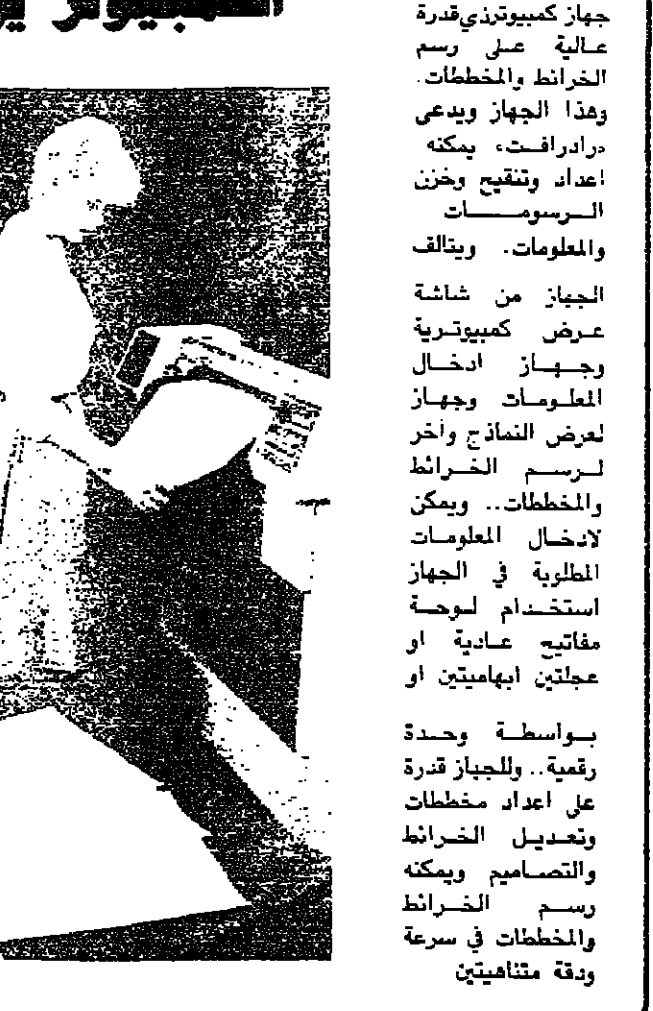 الكمبيوتر
جهاز كمبيوترذي قدرة
عالية على رسم
الخرائط والمخططات.
وهذا الجهاز ويدعى
«رادرافت» يمكنه
اعداد وتنقيح وخزن
الرسومات
والمعلومات. ويتالف
الجهاز من شاشة
عرض كمبيوترية
وجهاز ادخال
المعلومات وجهاز
لعرض النماذج وأخر
لرسم الخرائط
والمخططات.. ويمكن
لادخال المعلومات
المطلوبة في الجهاز
استخدام لوحة
مفاتيح عادية او
عجلتين ابهاميتين او
بواسطة وحدة
رقمية.. وللجهاز قدرة
على اعداد مخططات
وتعديل الخرائط
والتصاميم ويمكنه
رسم الخرائط
والمخططات في سرعة
ودقة متناهيتين